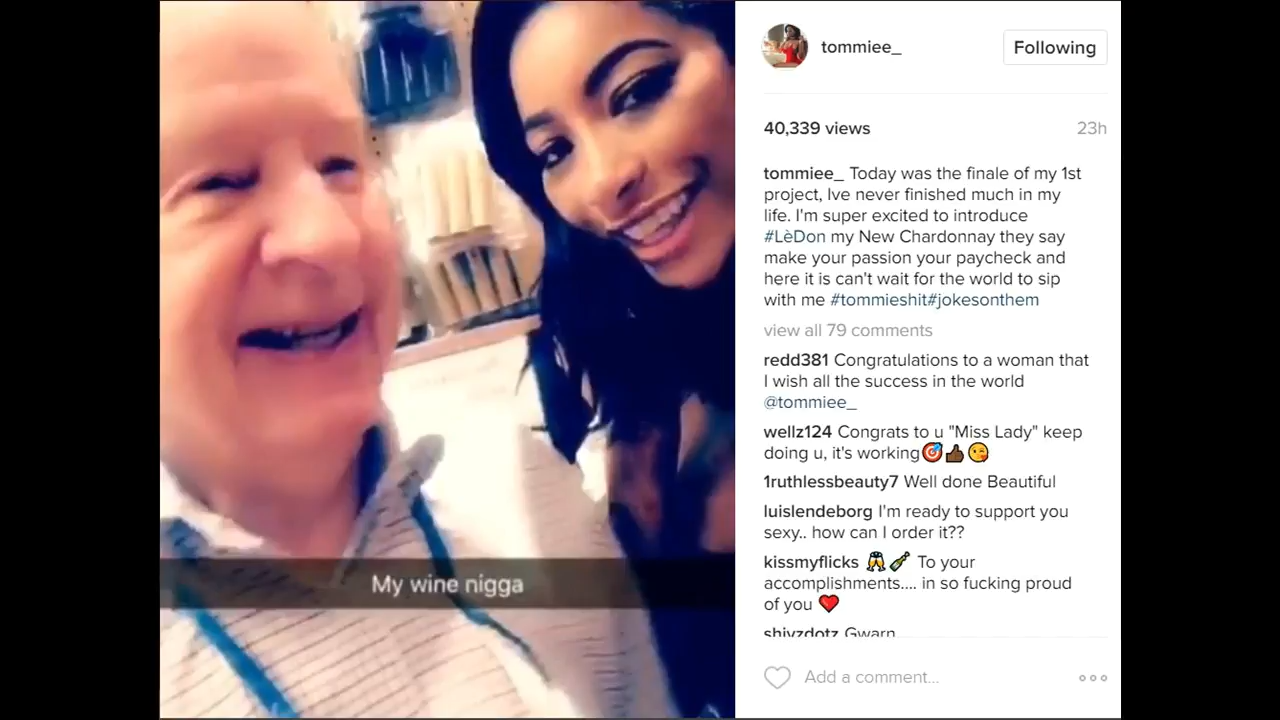 My wine nigga
tommiee_
Following
40,339 views
23h
tommiee_ Today was the finale of my 1st
project, Ive never finished much in my
life. I'm super excited to introduce
#LèDon my New Chardonnay they say
make your passion your paycheck and
here it is can't wait for the world to sip
with me #tommieshit#jokesonthem
view all 79 comments
redd381 Congratulations to a woman that
I wish all the success in the world
@tommiee_
wellz124 Congrats to u "Miss Lady" keep
doing u, it's working🎯👍🏾😘
1ruthlessbeauty7 Well done Beautiful
luislendeborg I'm ready to support you
sexy.. how can I order it??
kissmyflicks 🥂🍾 To your
accomplishments.... in so fucking proud
of you ❤️
shiyzdotz Gwarn
Add a comment...